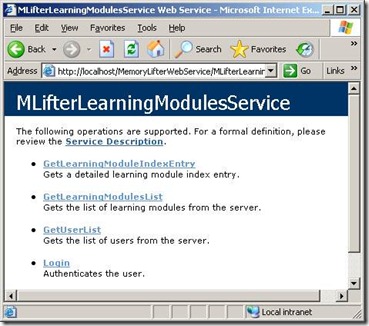 MLifterLearningModulesService Web Service - Microsoft Internet Ex...
File Edit View Favorites Tools Help
Back Search Favorites
Address http://localhost/MemoryLifterWebService/MLifterLearnin Go Links »
MLifterLearningModulesService
The following operations are supported. For a formal definition, please
review the Service Description.
• GetLearningModuleIndexEntry
Gets a detailed learning module index entry.
• GetLearningModulesList
Gets the list of learning modules from the server.
• GetUserList
Gets the list of users from the server.
• Login
Authenticates the user.
Local intranet